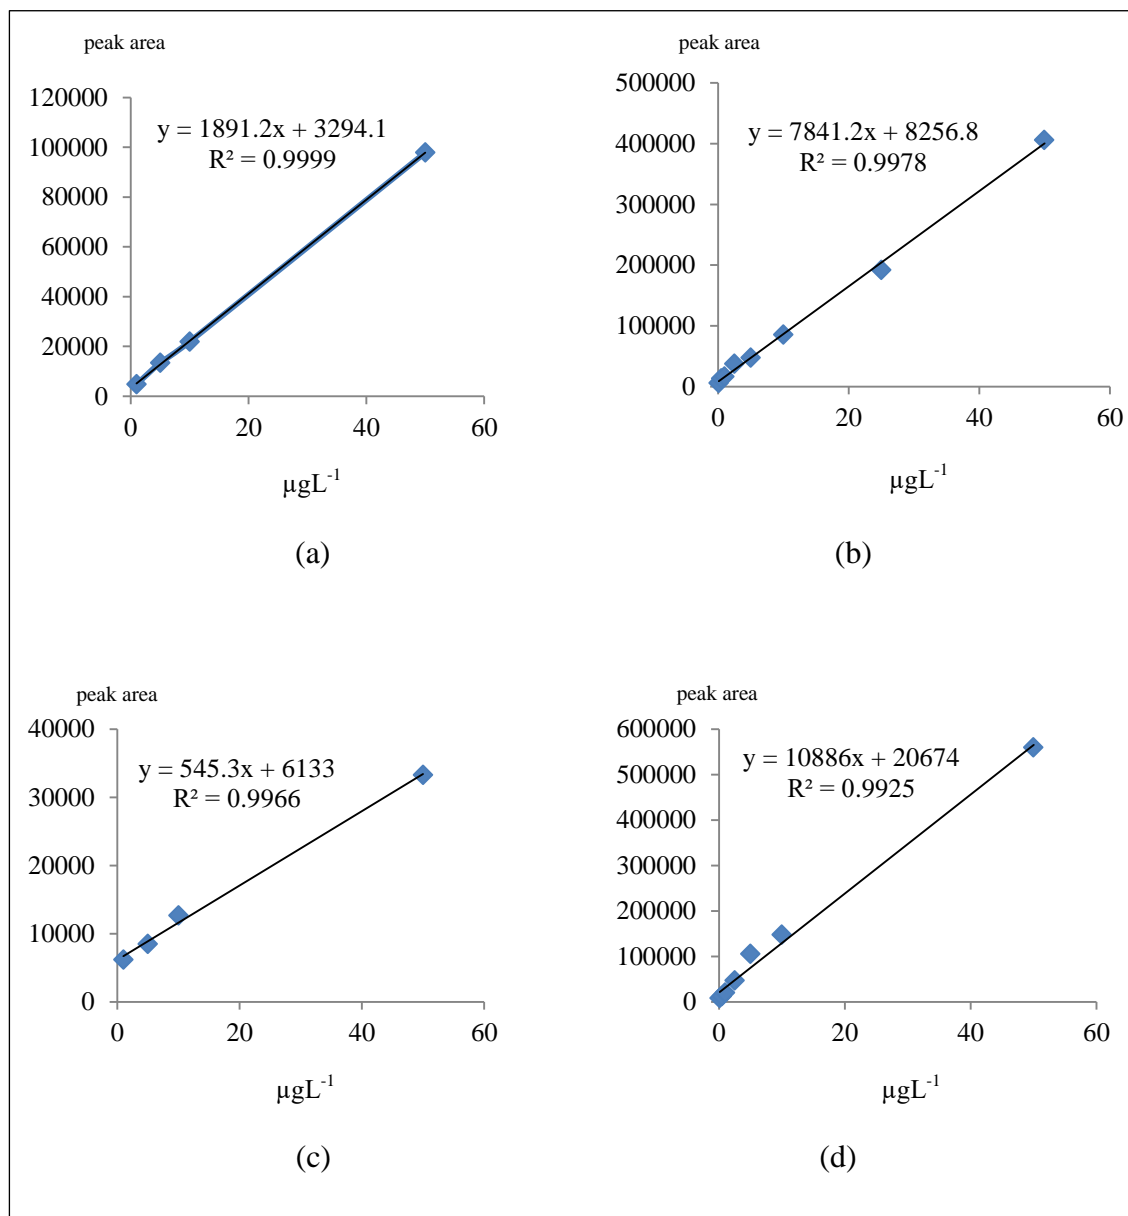 peak area
120000
100000
80000
60000
40000
20000
0
y = 1891.2x + 3294.1
R² = 0.9999
0 20 40 60
µgL⁻¹
(a)
peak area
500000
400000
300000
200000
100000
0
y = 7841.2x + 8256.8
R² = 0.9978
0 20 40 60
µgL⁻¹
(b)
peak area
40000
30000
20000
10000
0
y = 545.3x + 6133
R² = 0.9966
0 20 40 60
µgL⁻¹
(c)
peak area
600000
500000
400000
300000
200000
100000
0
y = 10886x + 20674
R² = 0.9925
0 20 40 60
µgL⁻¹
(d)